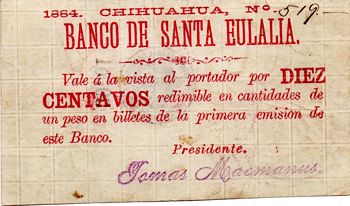 1884. CHIHUAHUA, No. 519.
BANCO DE SANTA EULALIA.
Vale á la vista al portador por DIEZ
CENTAVOS redimible en cantidades de
un peso en billetes de la primera emisión de
este Banco.
Presidente.
Tomas Macmanus.